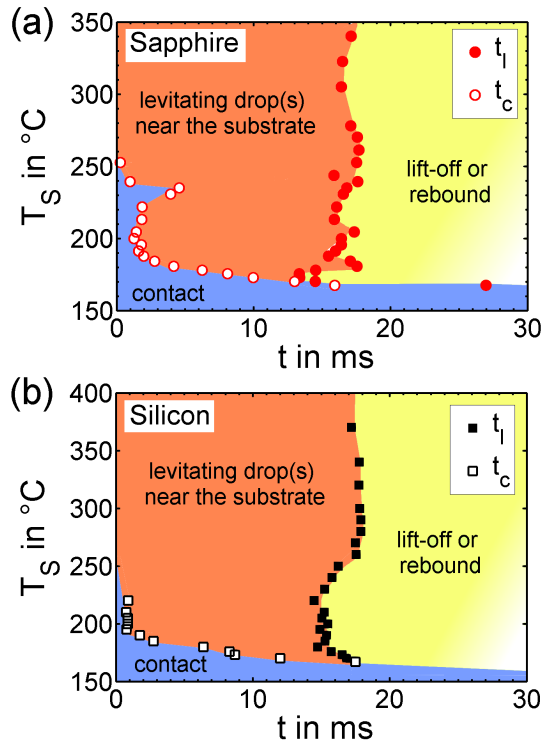 (a)
Sapphire
t_l
t_c
levitating drop(s)
near the substrate
lift-off or
rebound
contact
T_S in °C
350
300
250
200
150
0
10
20
30
t in ms
(b)
Silicon
t_l
t_c
levitating drop(s)
near the substrate
lift-off or
rebound
contact
T_S in °C
400
350
300
250
200
150
0
10
20
30
t in ms